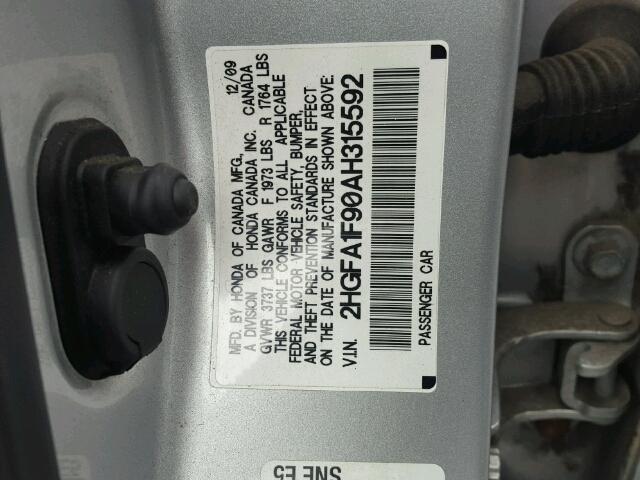 MFD. BY HONDA OF CANADA MFG., 12/09
A DIVISION OF HONDA CANADA INC. CANADA
GVWR 3737 LBS GAWR F 1973 LBS R 1764 LBS
THIS VEHICLE CONFORMS TO ALL APPLICABLE
FEDERAL MOTOR VEHICLE SAFETY, BUMPER,
AND THEFT PREVENTION STANDARDS IN EFFECT
ON THE DATE OF MANUFACTURE SHOWN ABOVE.
V.I.N. 2HGFA1F90AH315592
PASSENGER CAR
SNE E5